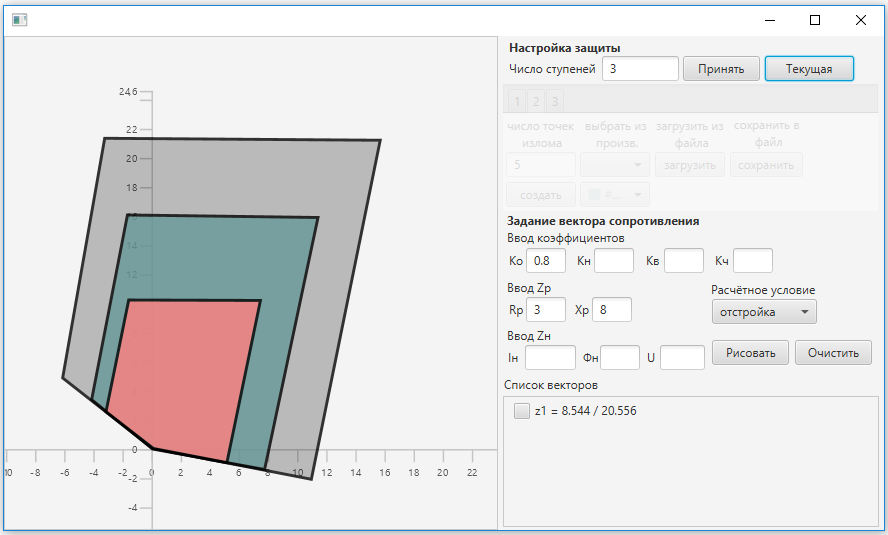 Настройка защиты
Число ступеней 3 Принять Текущая
1 2 3
число точек излома выбрать из произв. загрузить из файла сохранить в файл
5 загрузить сохранить
создать #...
Задание вектора сопротивления
Ввод коэффициентов
Ко 0.8 Кн Кв Кч
Ввод Zр Расчётное условие
Rр 3 Xр 8 отстройка
Ввод Zн
Iн Фн U Рисовать Очистить
Список векторов
z1 = 8.544 / 20.556
24,6
22
20
18
14
12
0
-2
-4
10 -8 -6 -4 -2 0 2 4 6 8 10 12 14 16 18 20 22